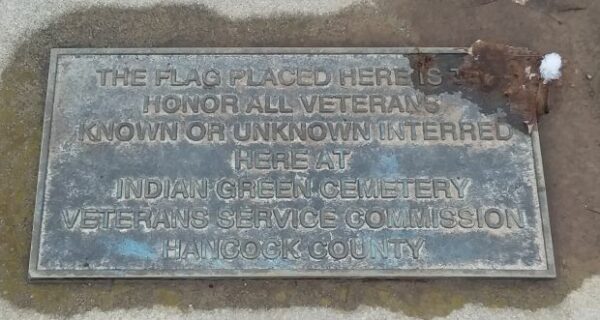 THE FLAG PLACED HERE IS TO
HONOR ALL VETERANS
KNOWN OR UNKNOWN INTERRED
HERE AT
INDIAN GREEN CEMETERY
VETERANS SERVICE COMMISSION
HANCOCK COUNTY